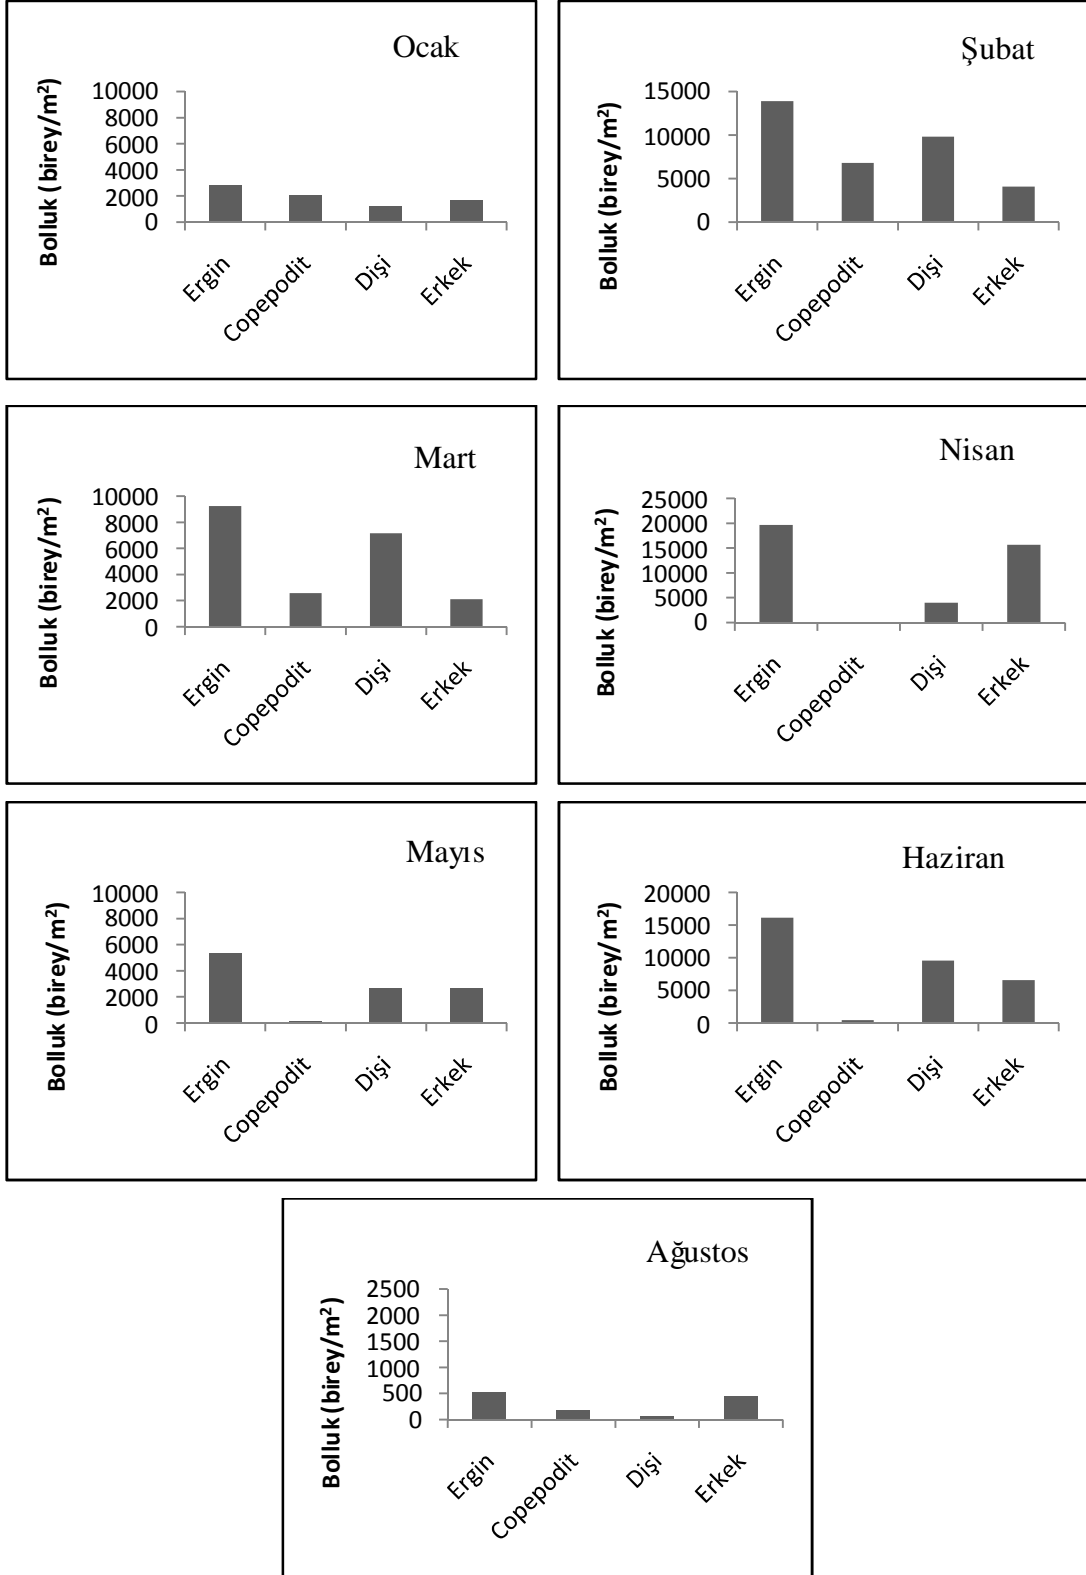 Ocak
Bolluk (birey/m²)
10000
8000
6000
4000
2000
0
Ergin
Copepodit
Dişi
Erkek
Şubat
Bolluk (birey/m²)
15000
10000
5000
0
Ergin
Copepodit
Dişi
Erkek
Mart
Bolluk (birey/m²)
10000
8000
6000
4000
2000
0
Ergin
Copepodit
Dişi
Erkek
Nisan
Bolluk (birey/m²)
25000
20000
15000
10000
5000
0
Ergin
Copepodit
Dişi
Erkek
Mayıs
Bolluk (birey/m²)
10000
8000
6000
4000
2000
0
Ergin
Copepodit
Dişi
Erkek
Haziran
Bolluk (birey/m²)
20000
15000
10000
5000
0
Ergin
Copepodit
Dişi
Erkek
Ağustos
Bolluk (birey/m²)
2500
2000
1500
1000
500
0
Ergin
Copepodit
Dişi
Erkek